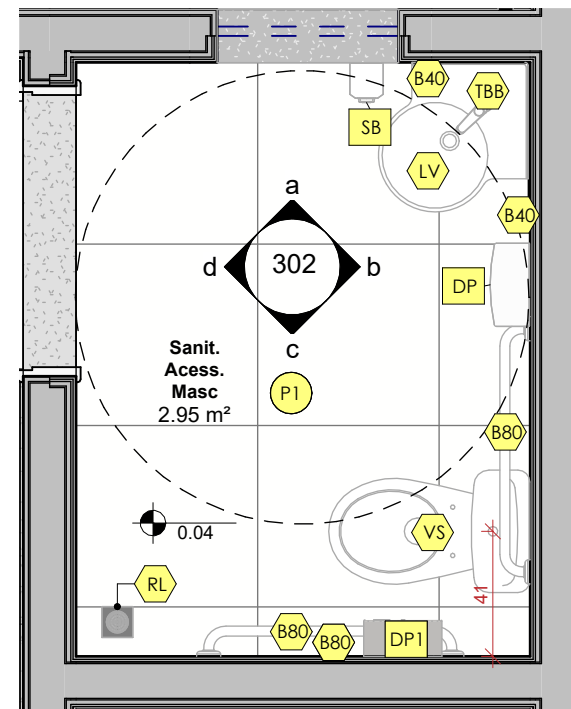 B40
TBB
SB
LV
a
B40
d
302
b
DP
c
Sanit.
Acess.
Masc
2.95 m²
P1
B80
0.04
VS
RL
41
B80
B80
DP1